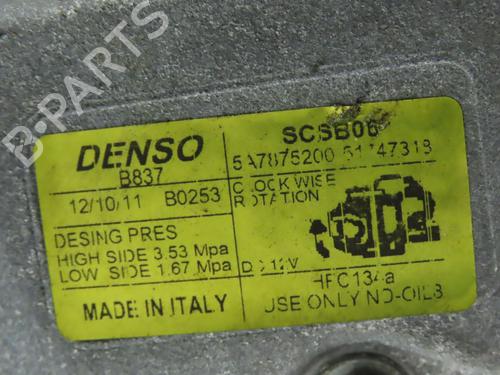 B-PARTS
DENSO
B837
12/10/11 B0253
DESING PRES
HIGH SIDE 3.53 Mpa
LOW SIDE 1.67 Mpa
MADE IN ITALY
SCSB06
5A7875200 51747318
CLOCK WISE
ROTATION
DC 12V
HFC134a
USE ONLY ND-OIL8